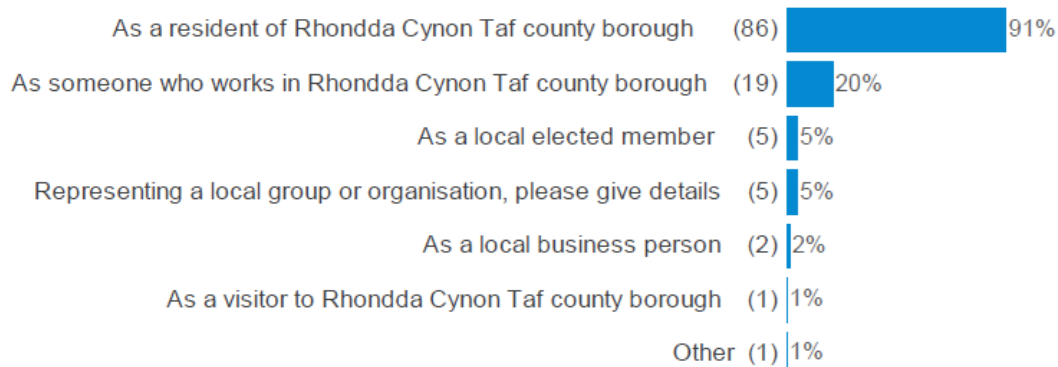 As a resident of Rhondda Cynon Taf county borough (86) 91%
As someone who works in Rhondda Cynon Taf county borough (19) 20%
As a local elected member (5) 5%
Representing a local group or organisation, please give details (5) 5%
As a local business person (2) 2%
As a visitor to Rhondda Cynon Taf county borough (1) 1%
Other (1) 1%